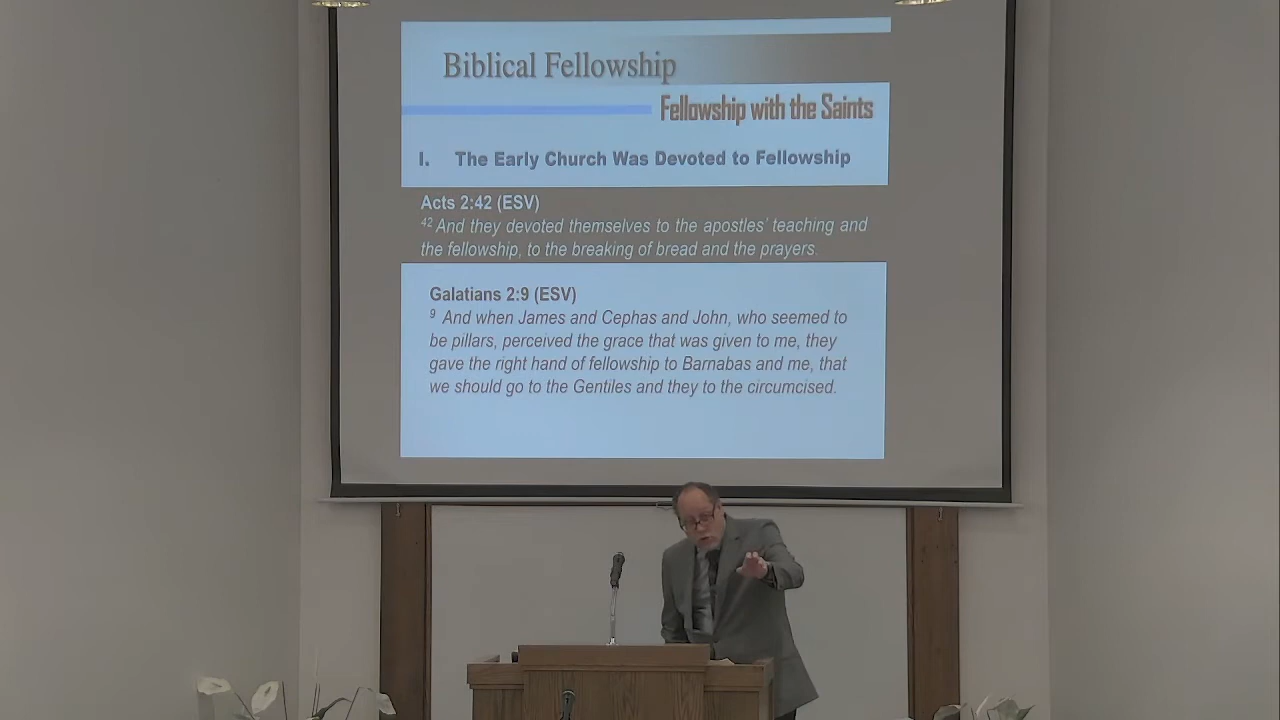 Biblical Fellowship
Fellowship with the Saints
I. The Early Church Was Devoted to Fellowship
Acts 2:42 (ESV)
42 And they devoted themselves to the apostles’ teaching and
the fellowship, to the breaking of bread and the prayers.
Galatians 2:9 (ESV)
9 And when James and Cephas and John, who seemed to
be pillars, perceived the grace that was given to me, they
gave the right hand of fellowship to Barnabas and me, that
we should go to the Gentiles and they to the circumcised.